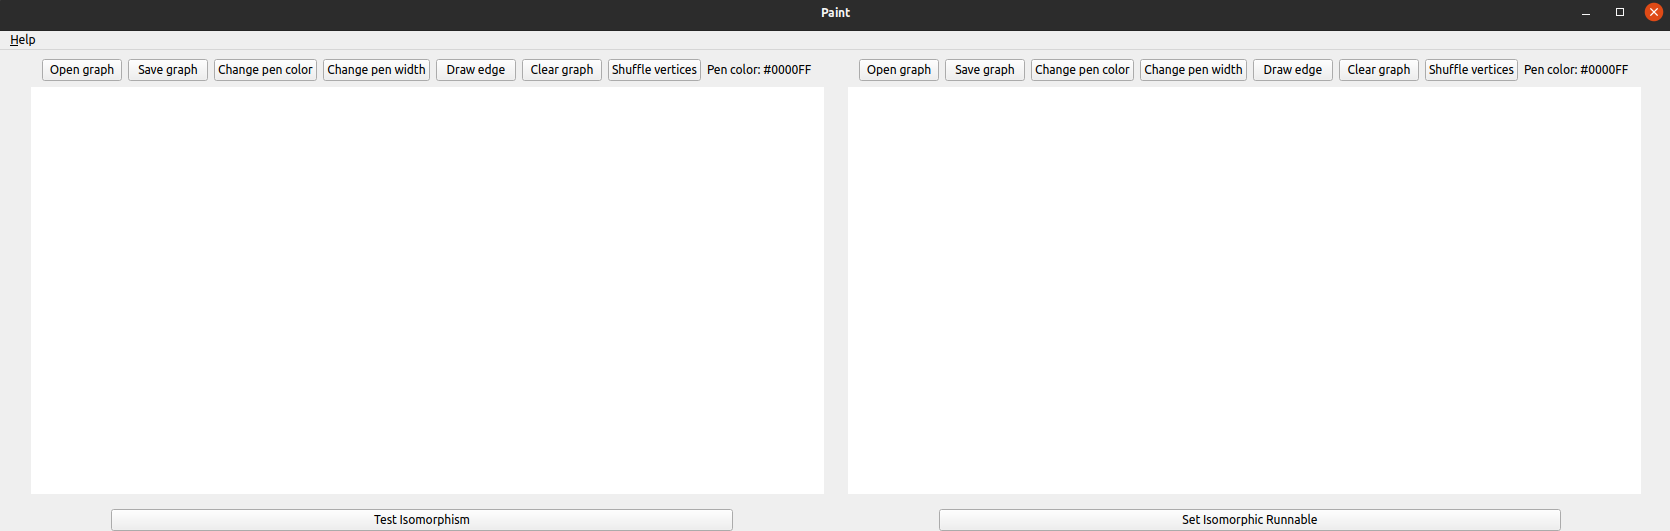 Paint
Help
Open graph Save graph Change pen color Change pen width Draw edge Clear graph Shuffle vertices Pen color: #0000FF
Open graph Save graph Change pen color Change pen width Draw edge Clear graph Shuffle vertices Pen color: #0000FF
Test Isomorphism
Set Isomorphic Runnable